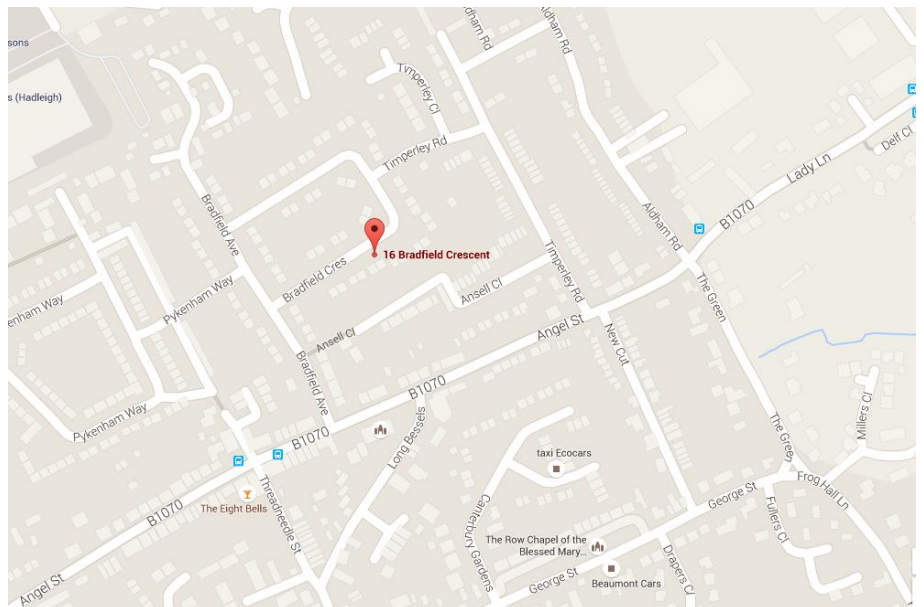 sons
s (Hadleigh)
Aldham Rd
Aldham Rd
Timperley Cl
Timperley Rd
Delf Cl
Lady Ln
B1070
Bradfield Ave
Aldham Rd
16 Bradfield Crescent
Bradfield Cres
Timperley Rd
The Green
Pykenham Way
enham Way
Ansell Cl
Ansell Cl
Angel St
New Cut
Bradfield Ave
B1070
Pykenham Way
Millers Cl
B1070
Long Bessels
The Green
taxi Ecocars
Frog Hall Ln
George St
The Eight Bells
B1070
Threadneedle St
Canterbury Gardens
Fullers Cl
The Row Chapel of the
Blessed Mary...
Drapers Cl
George St
Beaumont Cars
Angel St